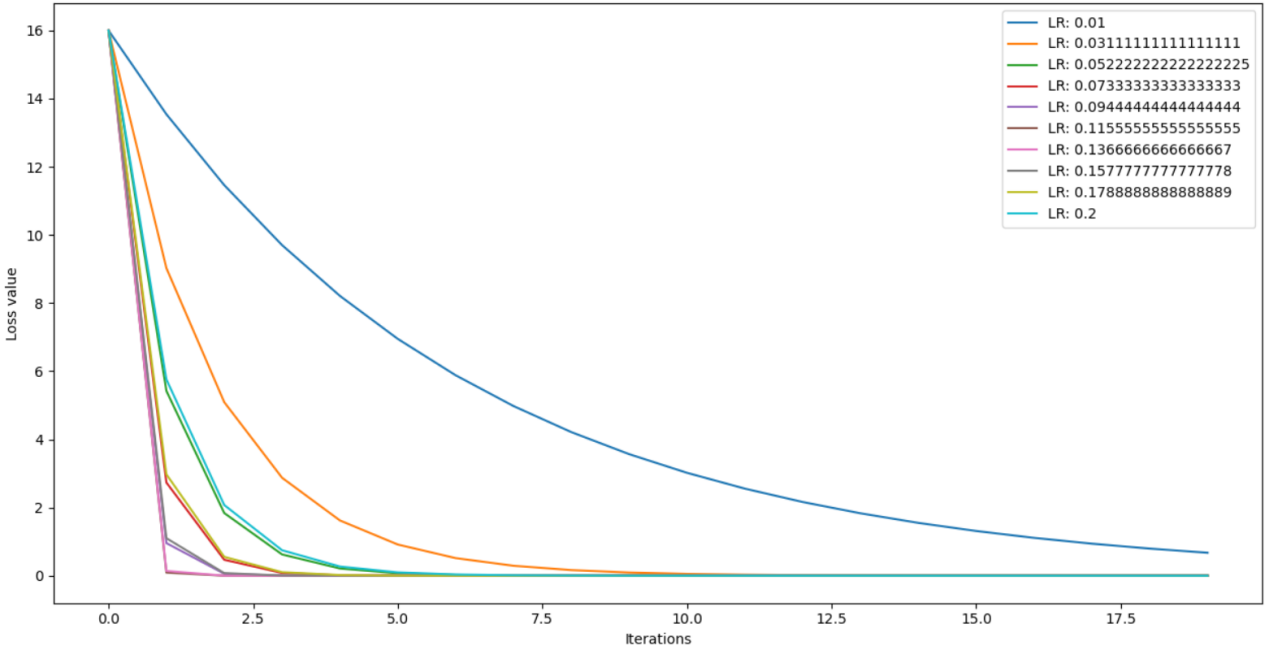 LR: 0.01
LR: 0.03111111111111111
LR: 0.052222222222222225
LR: 0.07333333333333333
LR: 0.09444444444444444
LR: 0.11555555555555555
LR: 0.1366666666666667
LR: 0.1577777777777778
LR: 0.1788888888888889
LR: 0.2
16
14
12
10
8
6
4
2
0
Loss value
0.0 2.5 5.0 7.5 10.0 12.5 15.0 17.5
Iterations